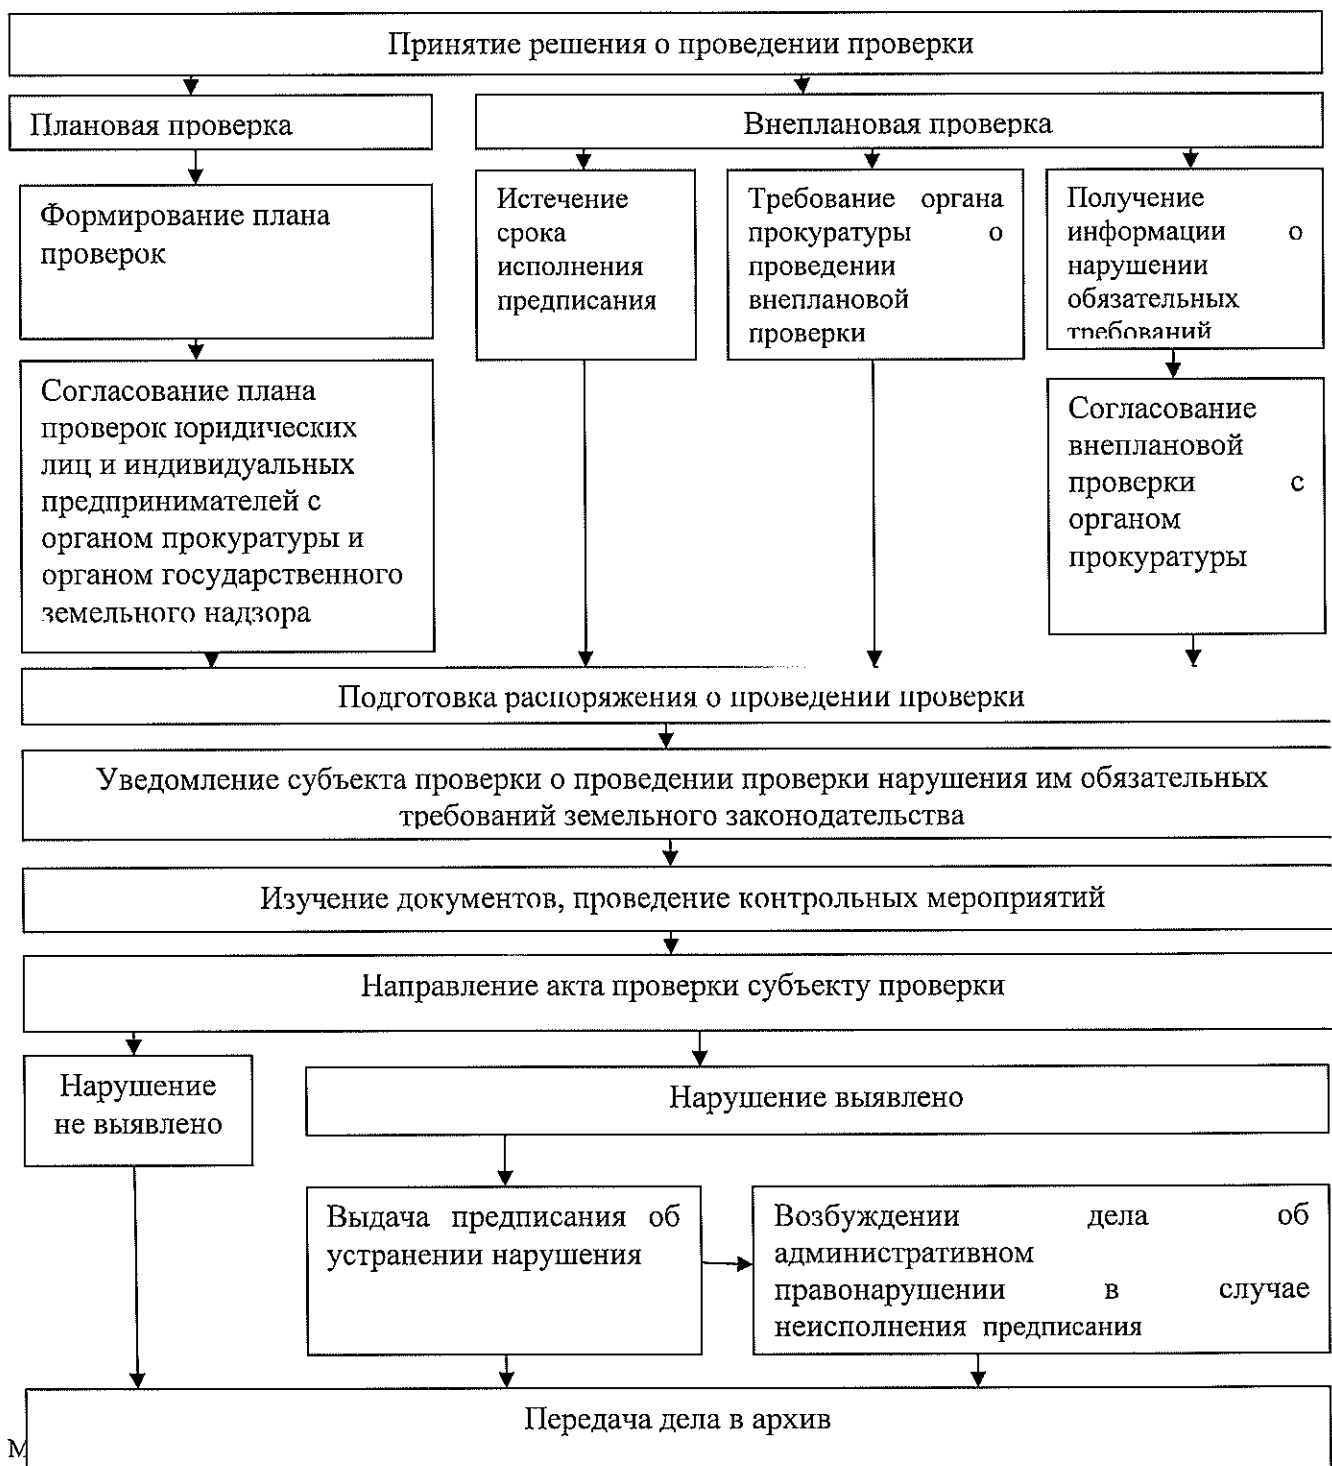 Принятие решения о проведении проверки
Плановая проверка
Внеплановая проверка
Формирование плана
проверок
Истечение
срока
исполнения
предписания
Требование органа
прокуратуры о
проведении
внеплановой
проверки
Получение
информации о
нарушении
обязательных
требований
Согласование плана
проверок юридических
лиц и индивидуальных
предпринимателей с
органом прокуратуры и
органом государственного
земельного надзора
Согласование
внеплановой
проверки с
органом
прокуратуры
Подготовка распоряжения о проведении проверки
Уведомление субъекта проверки о проведении проверки нарушения им обязательных
требований земельного законодательства
Изучение документов, проведение контрольных мероприятий
Направление акта проверки субъекту проверки
Нарушение
не выявлено
Нарушение выявлено
Выдача предписания об
устранении нарушения
Возбуждении дела об
административном
правонарушении в случае
неисполнения предписания
Передача дела в архив
М